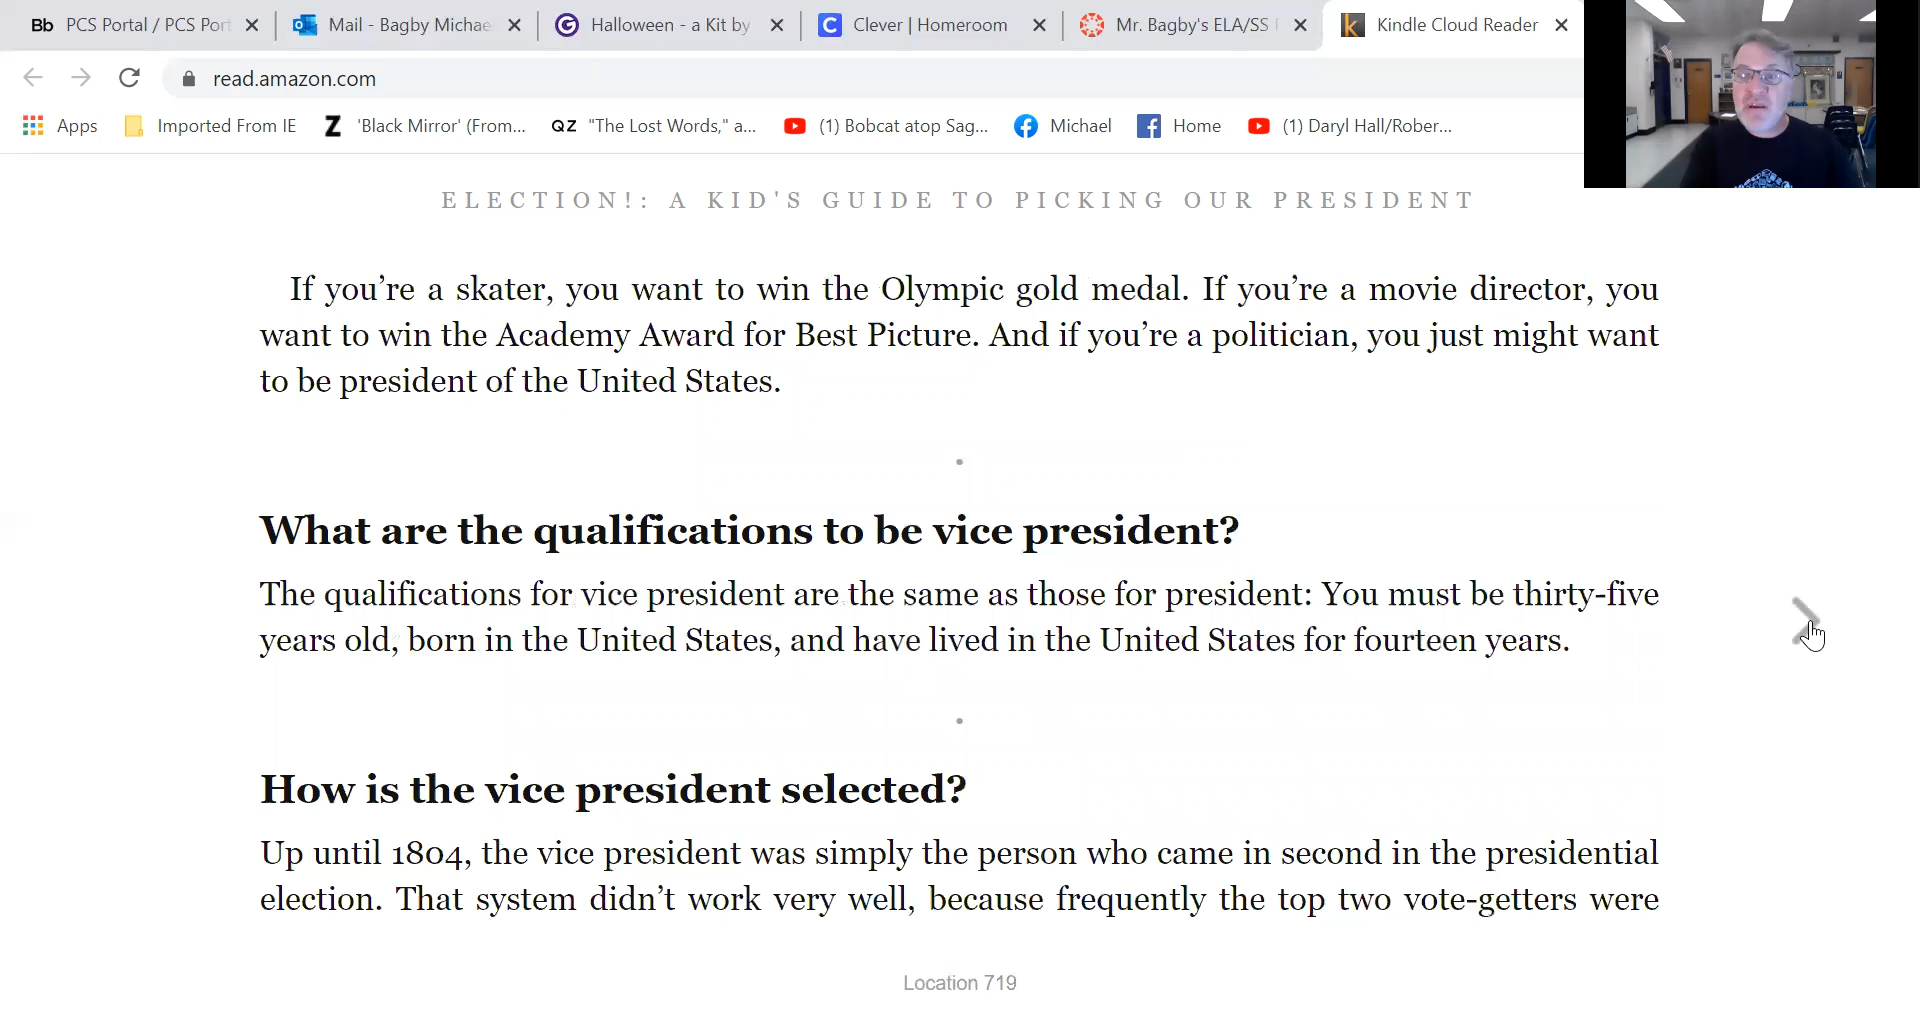 Bb PCS Portal / PCS Port
Mail - Bagby Michae
Halloween - a Kit by
Clever | Homeroom
Mr. Bagby's ELA/SS
Kindle Cloud Reader
read.amazon.com
Apps
Imported From IE
'Black Mirror' (From...
QZ "The Lost Words," a...
(1) Bobcat atop Sag...
Michael
Home
(1) Daryl Hall/Rober...
ELECTION!: A KID'S GUIDE TO PICKING OUR PRESIDENT
If you’re a skater, you want to win the Olympic gold medal. If you’re a movie director, you
want to win the Academy Award for Best Picture. And if you’re a politician, you just might want
to be president of the United States.
What are the qualifications to be vice president?
The qualifications for vice president are the same as those for president: You must be thirty-five
years old, born in the United States, and have lived in the United States for fourteen years.
How is the vice president selected?
Up until 1804, the vice president was simply the person who came in second in the presidential
election. That system didn’t work very well, because frequently the top two vote-getters were
Location 719